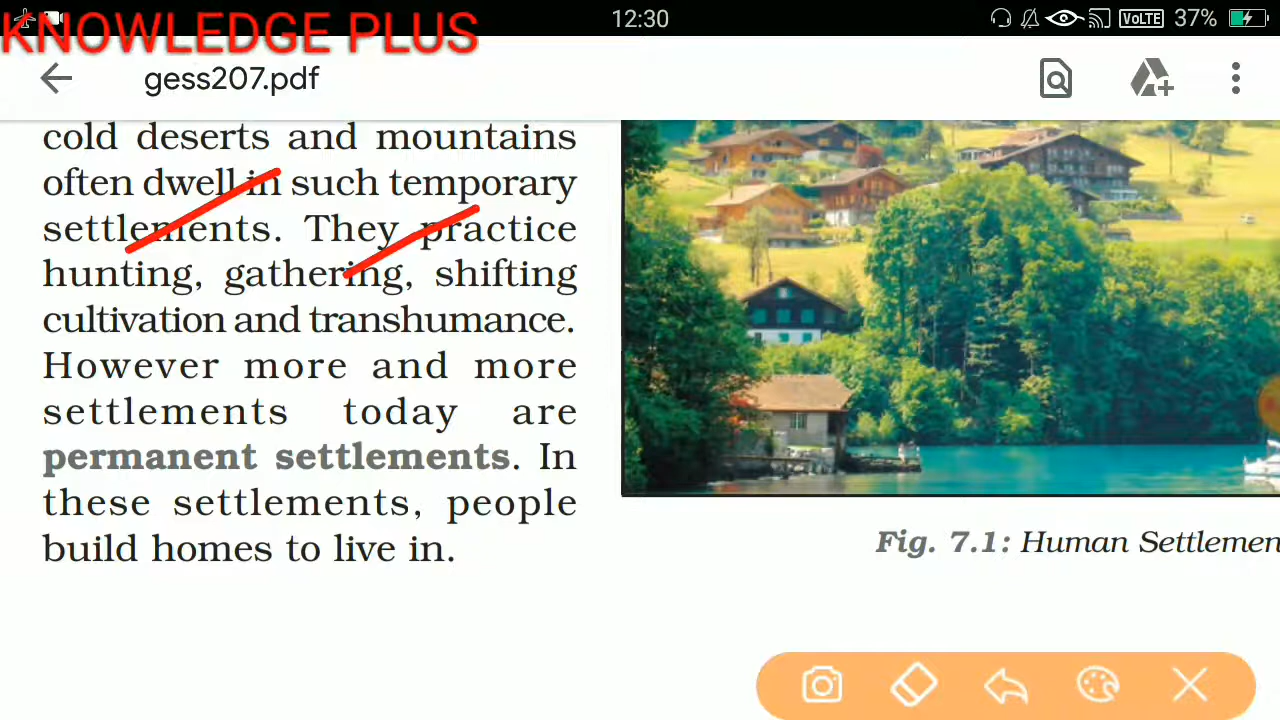 KNOWLEDGE PLUS
12:30
VoLTE 37%
gess207.pdf
cold deserts and mountains
often dwell in such temporary
settlements. They practice
hunting, gathering, shifting
cultivation and transhumance.
However more and more
settlements today are
permanent settlements. In
these settlements, people
build homes to live in.
Fig. 7.1: Human Settlemen